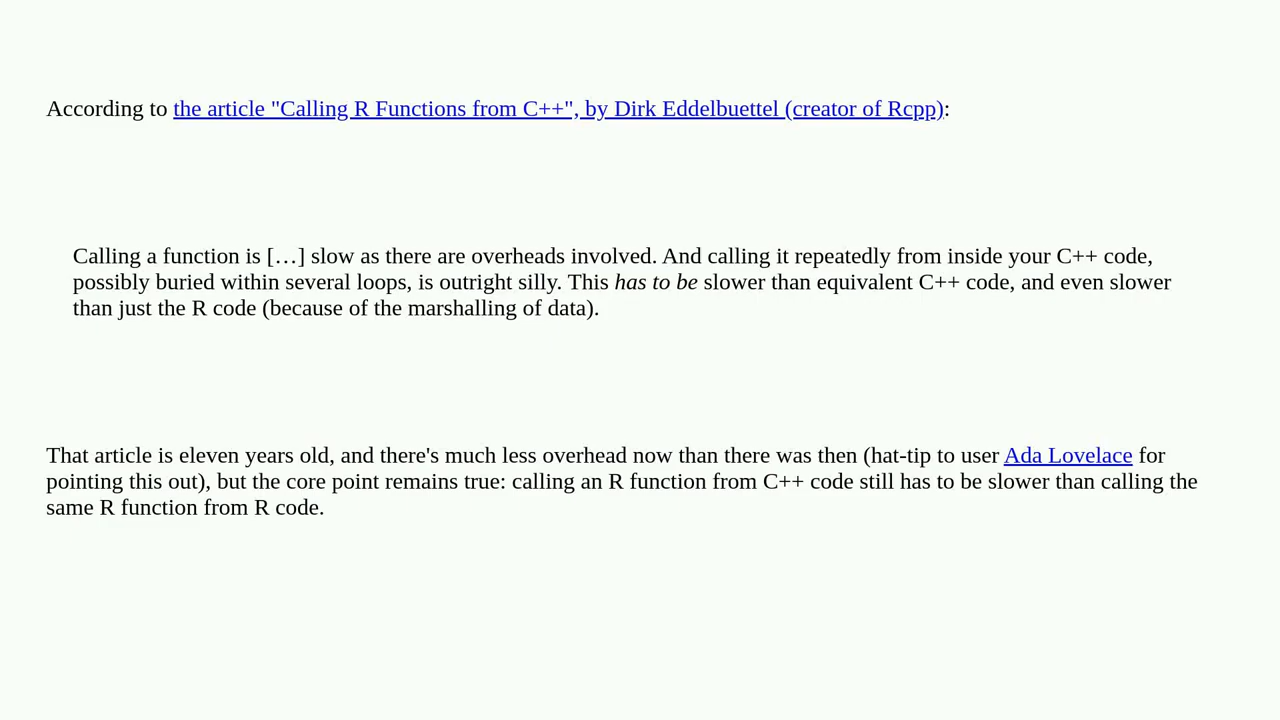 According to the article "Calling R Functions from C++", by Dirk Eddelbuettel (creator of Rcpp):
Calling a function is […] slow as there are overheads involved. And calling it repeatedly from inside your C++ code,
possibly buried within several loops, is outright silly. This has to be slower than equivalent C++ code, and even slower
than just the R code (because of the marshalling of data).
That article is eleven years old, and there's much less overhead now than there was then (hat-tip to user Ada Lovelace for
pointing this out), but the core point remains true: calling an R function from C++ code still has to be slower than calling the
same R function from R code.